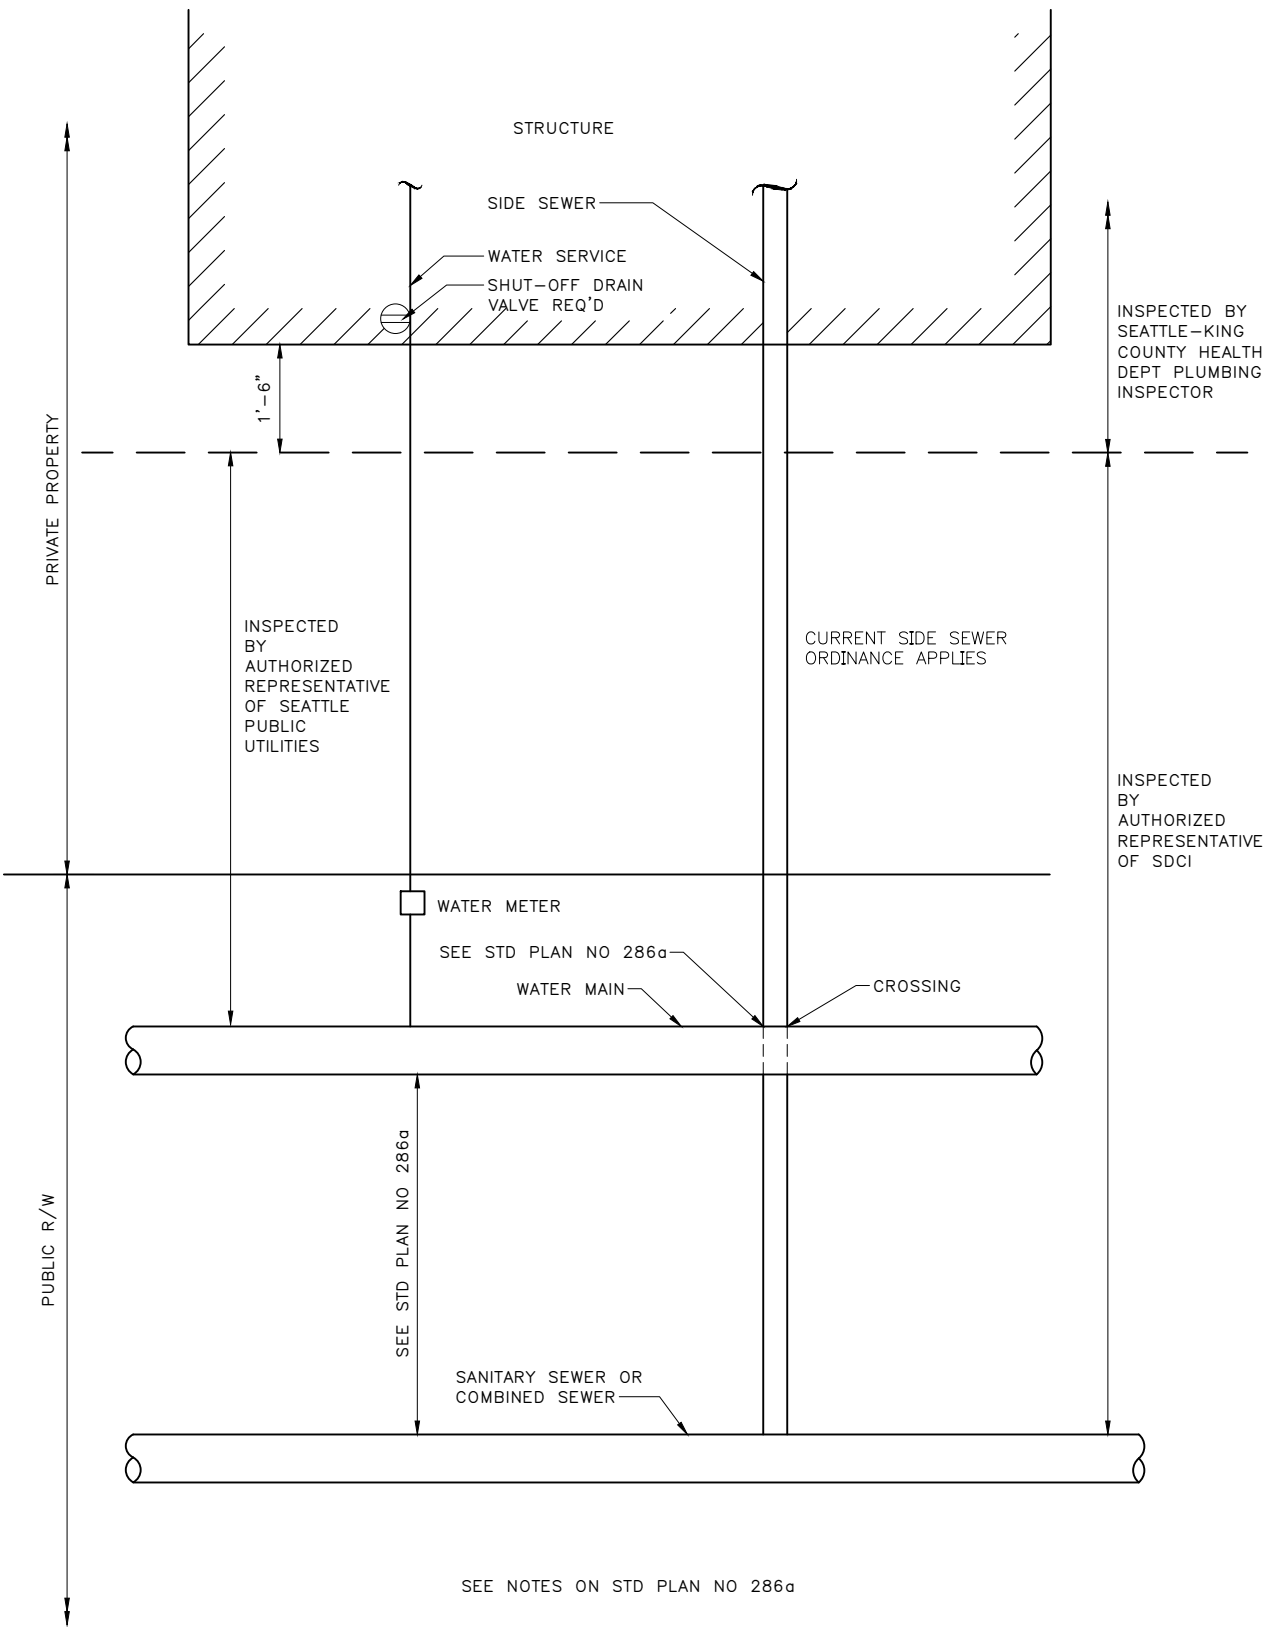 STRUCTURE
SIDE SEWER
WATER SERVICE
SHUT-OFF DRAIN
VALVE REQ'D
INSPECTED BY
SEATTLE-KING
COUNTY HEALTH
DEPT PLUMBING
INSPECTOR
1'-6"
PRIVATE PROPERTY
INSPECTED
BY
AUTHORIZED
REPRESENTATIVE
OF SEATTLE
PUBLIC
UTILITIES
CURRENT SIDE SEWER
ORDINANCE APPLIES
INSPECTED
BY
AUTHORIZED
REPRESENTATIVE
OF SDCI
WATER METER
SEE STD PLAN NO 286a
WATER MAIN
CROSSING
SEE STD PLAN NO 286a
PUBLIC R/W
SANITARY SEWER OR
COMBINED SEWER
SEE NOTES ON STD PLAN NO 286a